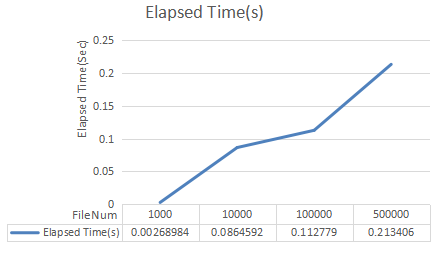 Elapsed Time(s)
Elapsed Time(Sec)
0.25
0.2
0.15
0.1
0.05
0
FileNum 1000 10000 100000 500000
Elapsed Time(s) 0.00268984 0.0864592 0.112779 0.213406